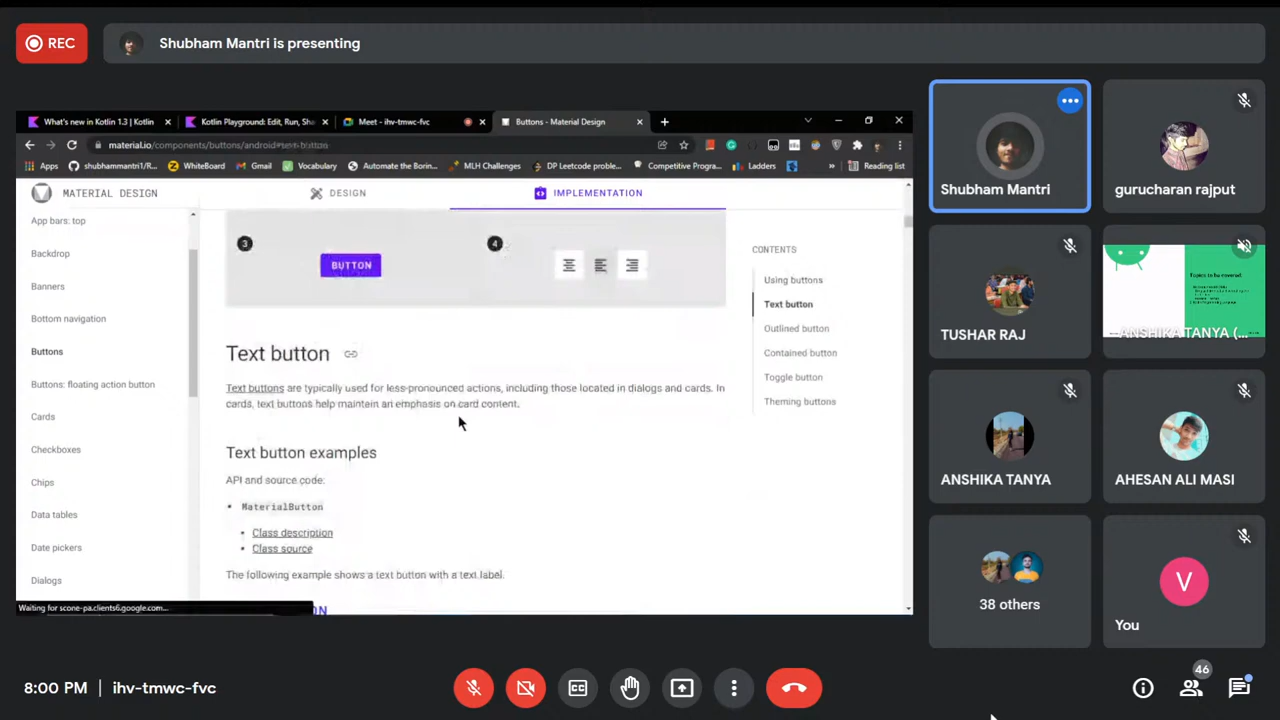 REC
Shubham Mantri is presenting
What's new in Kotlin 1.3 | Kotlin
Kotlin Playground: Edit, Run, Sha
Meet - ihv-tmwc-fvc
Buttons - Material Design
material.io/components/buttons/android#text-button
Apps
shubhammantri1/R...
WhiteBoard
Gmail
Vocabulary
Automate the Borin...
MLH Challenges
DP Leetcode proble...
Competitive Progra...
Ladders
Reading list
MATERIAL DESIGN
DESIGN
IMPLEMENTATION
App bars: top
Backdrop
Banners
Bottom navigation
Buttons
Buttons: floating action button
Cards
Checkboxes
Chips
Data tables
Date pickers
Dialogs
3
BUTTON
4
Text button
Text buttons are typically used for less-pronounced actions, including those located in dialogs and cards. In
cards, text buttons help maintain an emphasis on card content.
Text button examples
API and source code:
MaterialButton
Class description
Class source
The following example shows a text button with a text label.
CONTENTS
Using buttons
Text button
Outlined button
Contained button
Toggle button
Theming buttons
Waiting for scone-pa.clients6.google.com...
Shubham Mantri
gurucharan rajput
TUSHAR RAJ
Topics to be covered
ANSHIKA TANYA (...
ANSHIKA TANYA
AHESAN ALI MASI
38 others
V
You
8:00 PM
ihv-tmwc-fvc
46